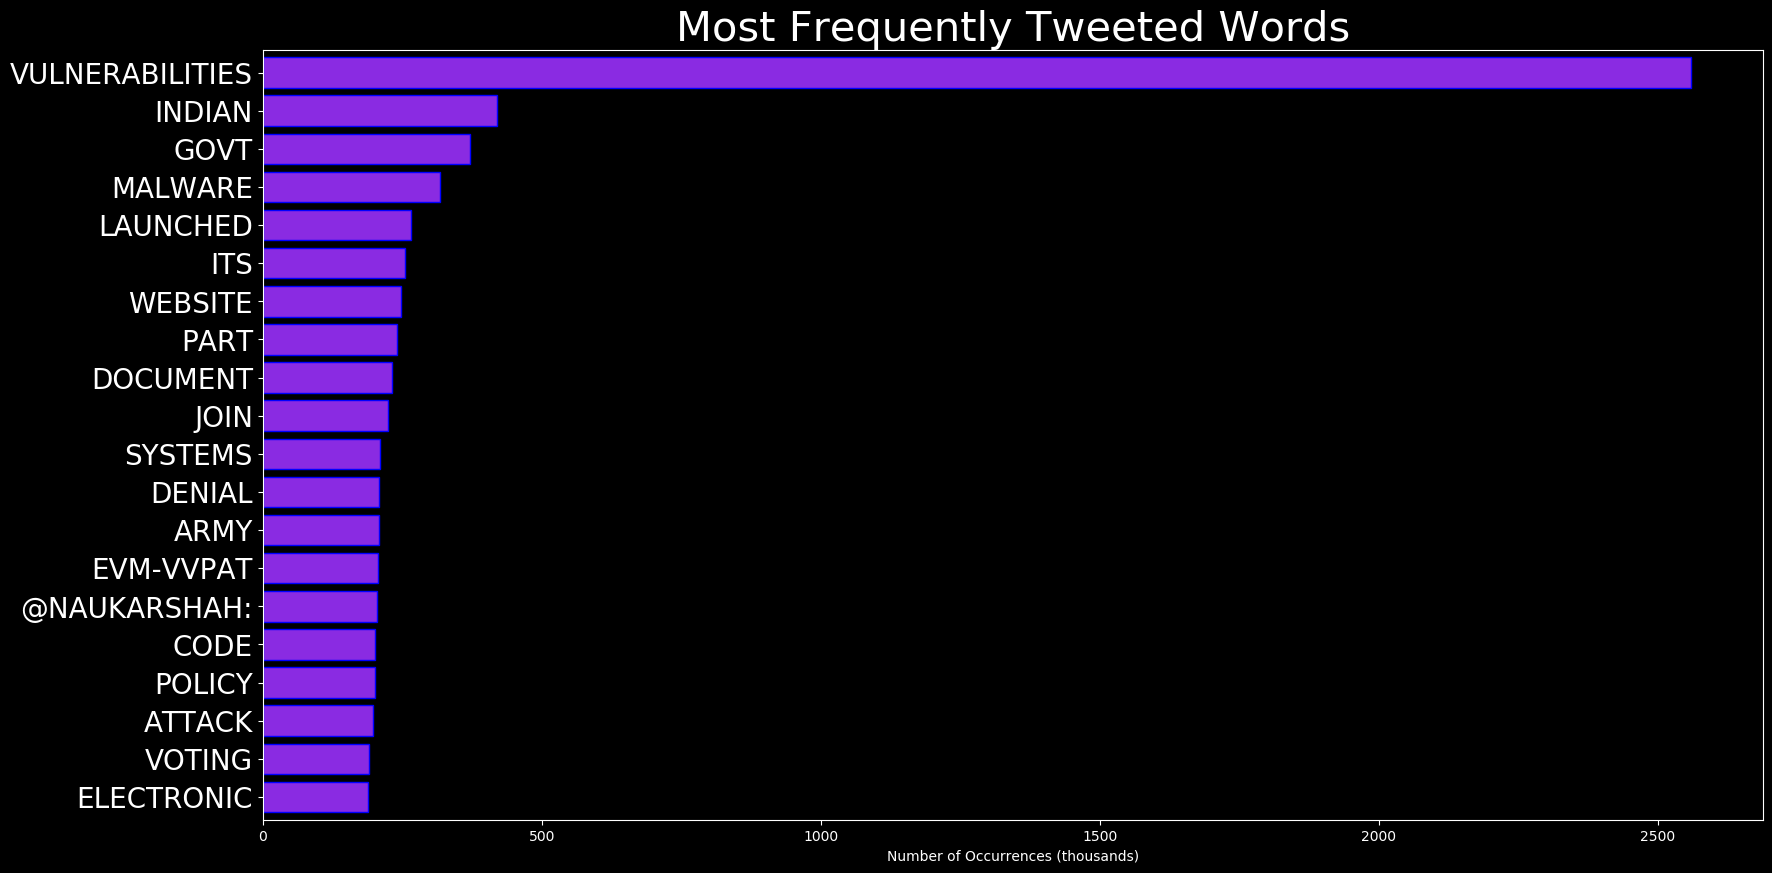 Most Frequently Tweeted Words
VULNERABILITIES
INDIAN
GOVT
MALWARE
LAUNCHED
ITS
WEBSITE
PART
DOCUMENT
JOIN
SYSTEMS
DENIAL
ARMY
EVM-VVPAT
@NAUKARSHAH:
CODE
POLICY
ATTACK
VOTING
ELECTRONIC
0 500 1000 1500 2000 2500
Number of Occurrences (thousands)